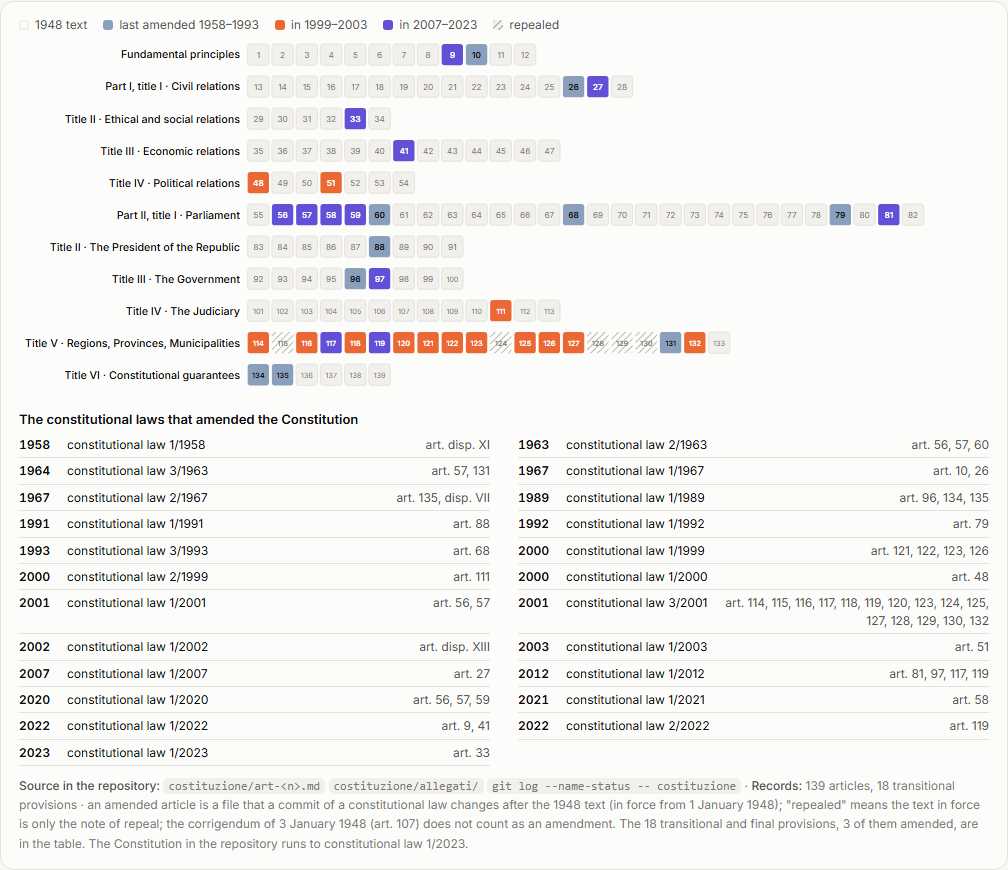 1948 text last amended 1958–1993 in 1999–2003 in 2007–2023 repealed
Fundamental principles 1 2 3 4 5 6 7 8 9 10 11 12
Part I, title I · Civil relations 13 14 15 16 17 18 19 20 21 22 23 24 25 26 27 28
Title II · Ethical and social relations 29 30 31 32 33 34
Title III · Economic relations 35 36 37 38 39 40 41 42 43 44 45 46 47
Title IV · Political relations 48 49 50 51 52 53 54
Part II, title I · Parliament 55 56 57 58 59 60 61 62 63 64 65 66 67 68 69 70 71 72 73 74 75 76 77 78 79 80 81 82
Title II · The President of the Republic 83 84 85 86 87 88 89 90 91
Title III · The Government 92 93 94 95 96 97 98 99 100
Title IV · The Judiciary 101 102 103 104 105 106 107 108 109 110 111 112 113
Title V · Regions, Provinces, Municipalities 114 115 116 117 118 119 120 121 122 123 124 125 126 127 128 129 130 131 132 133
Title VI · Constitutional guarantees 134 135 136 137 138 139
The constitutional laws that amended the Constitution
1958 constitutional law 1/1958 art. disp. XI
1963 constitutional law 2/1963 art. 56, 57, 60
1964 constitutional law 3/1963 art. 57, 131
1967 constitutional law 1/1967 art. 10, 26
1967 constitutional law 2/1967 art. 135, disp. VII
1989 constitutional law 1/1989 art. 96, 134, 135
1991 constitutional law 1/1991 art. 88
1992 constitutional law 1/1992 art. 79
1993 constitutional law 3/1993 art. 68
2000 constitutional law 1/1999 art. 121, 122, 123, 126
2000 constitutional law 2/1999 art. 111
2000 constitutional law 1/2000 art. 48
2001 constitutional law 1/2001 art. 56, 57
2001 constitutional law 3/2001 art. 114, 115, 116, 117, 118, 119, 120, 123, 124, 125,
127, 128, 129, 130, 132
2002 constitutional law 1/2002 art. disp. XIII
2003 constitutional law 1/2003 art. 51
2007 constitutional law 1/2007 art. 27
2012 constitutional law 1/2012 art. 81, 97, 117, 119
2020 constitutional law 1/2020 art. 56, 57, 59
2021 constitutional law 1/2021 art. 58
2022 constitutional law 1/2022 art. 9, 41
2022 constitutional law 2/2022 art. 119
2023 constitutional law 1/2023 art. 33
Source in the repository: costituzione/art-<n>.md costituzione/allegati/ git log --name-status -- costituzione · Records: 139 articles, 18 transitional
provisions · an amended article is a file that a commit of a constitutional law changes after the 1948 text (in force from 1 January 1948); "repealed" means the text in force
is only the note of repeal; the corrigendum of 3 January 1948 (art. 107) does not count as an amendment. The 18 transitional and final provisions, 3 of them amended, are
in the table. The Constitution in the repository runs to constitutional law 1/2023.